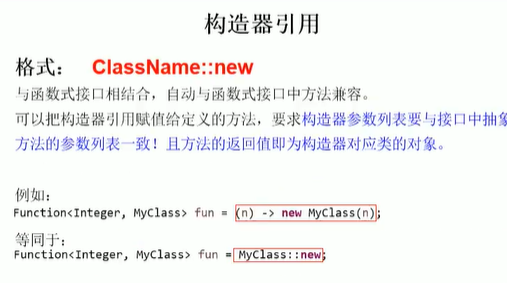 构造器引用
格式： ClassName::new
与函数式接口相结合，自动与函数式接口中方法兼容。
可以把构造器引用赋值给定义的方法，要求构造器参数列表要与接口中抽象
方法的参数列表一致！且方法的返回值即为构造器对应类的对象。
例如：
Function<Integer, MyClass> fun = (n) -> new MyClass(n);
等同于：
Function<Integer, MyClass> fun = MyClass::new;